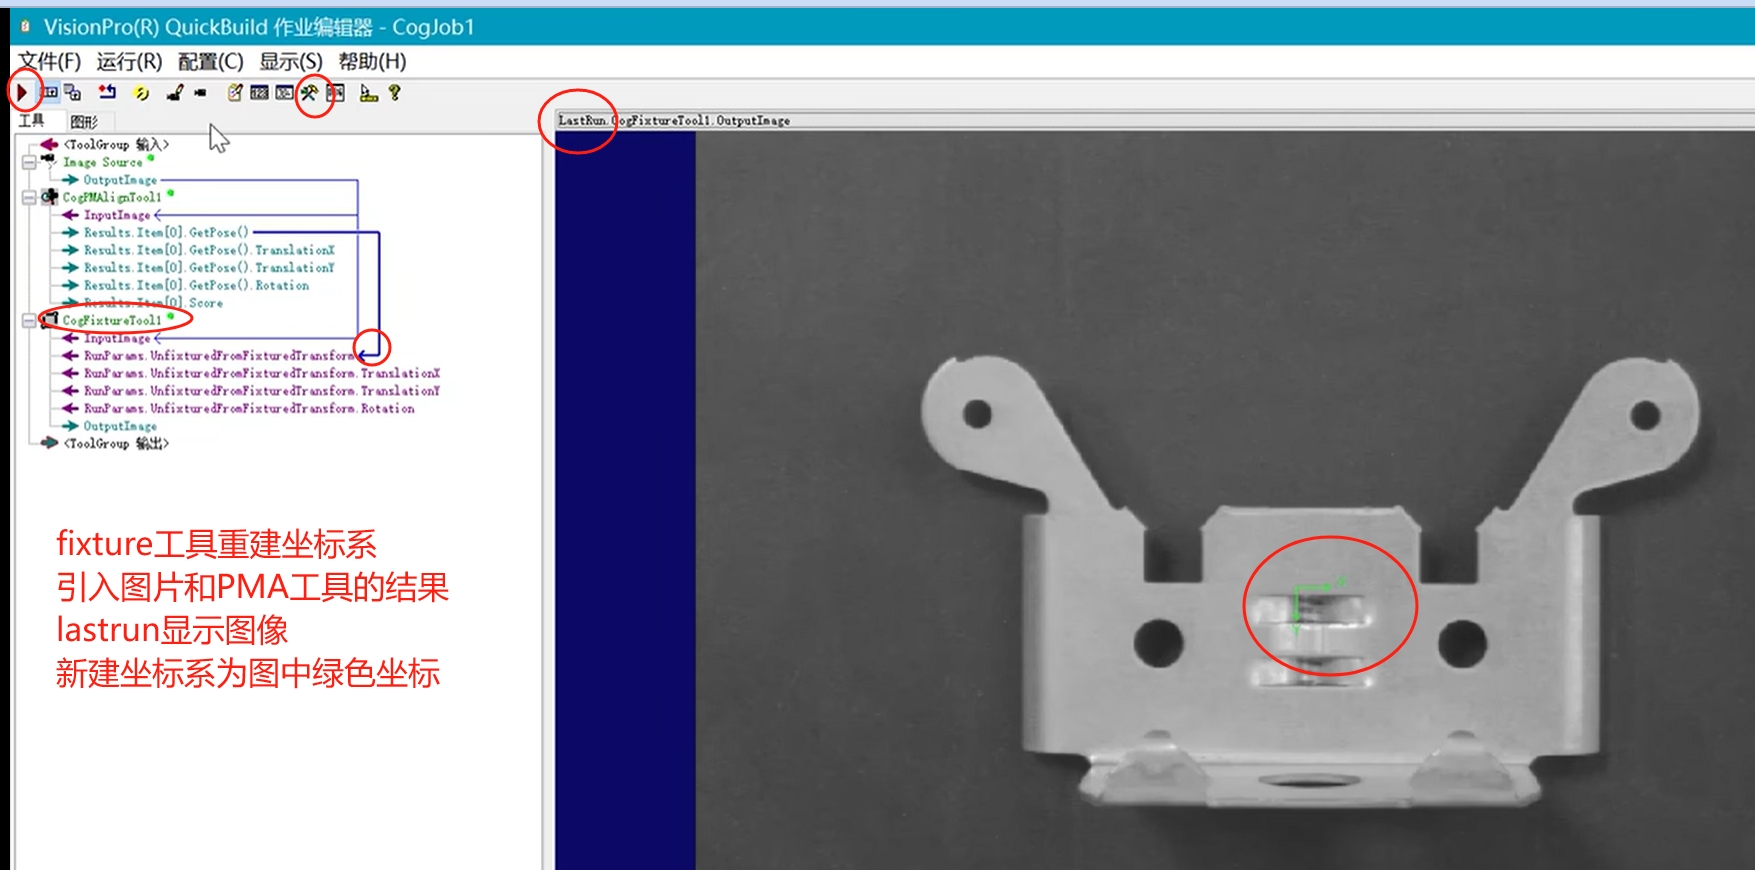 VisionPro(R) QuickBuild 作业编辑器 - CogJob1
文件(F) 运行(R) 配置(C) 显示(S) 帮助(H)
工具 图形
<ToolGroup 输入>
Image Source
OutputImage
CogPMAlignTool1
InputImage
Results.Item[0].GetPose()
Results.Item[0].GetPose().TranslationX
Results.Item[0].GetPose().TranslationY
Results.Item[0].GetPose().Rotation
Results.Item[0].Score
CogFixtureTool1
InputImage
RunParams.UnfixturedFromFixturedTransform
RunParams.UnfixturedFromFixturedTransform.TranslationX
RunParams.UnfixturedFromFixturedTransform.TranslationY
RunParams.UnfixturedFromFixturedTransform.Rotation
OutputImage
<ToolGroup 输出>
fixture工具重建坐标系
引入图片和PMA工具的结果
lastrun显示图像
新建坐标系为图中绿色坐标
LastRun.CogFixtureTool1.OutputImage